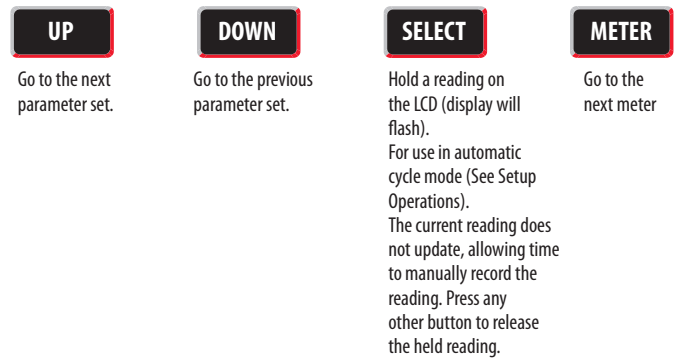 UP
Go to the next
parameter set.
DOWN
Go to the previous
parameter set.
SELECT
Hold a reading on
the LCD (display will
flash).
For use in automatic
cycle mode (See Setup
Operations).
The current reading does
not update, allowing time
to manually record the
reading. Press any
other button to release
the held reading.
METER
Go to the
next meter